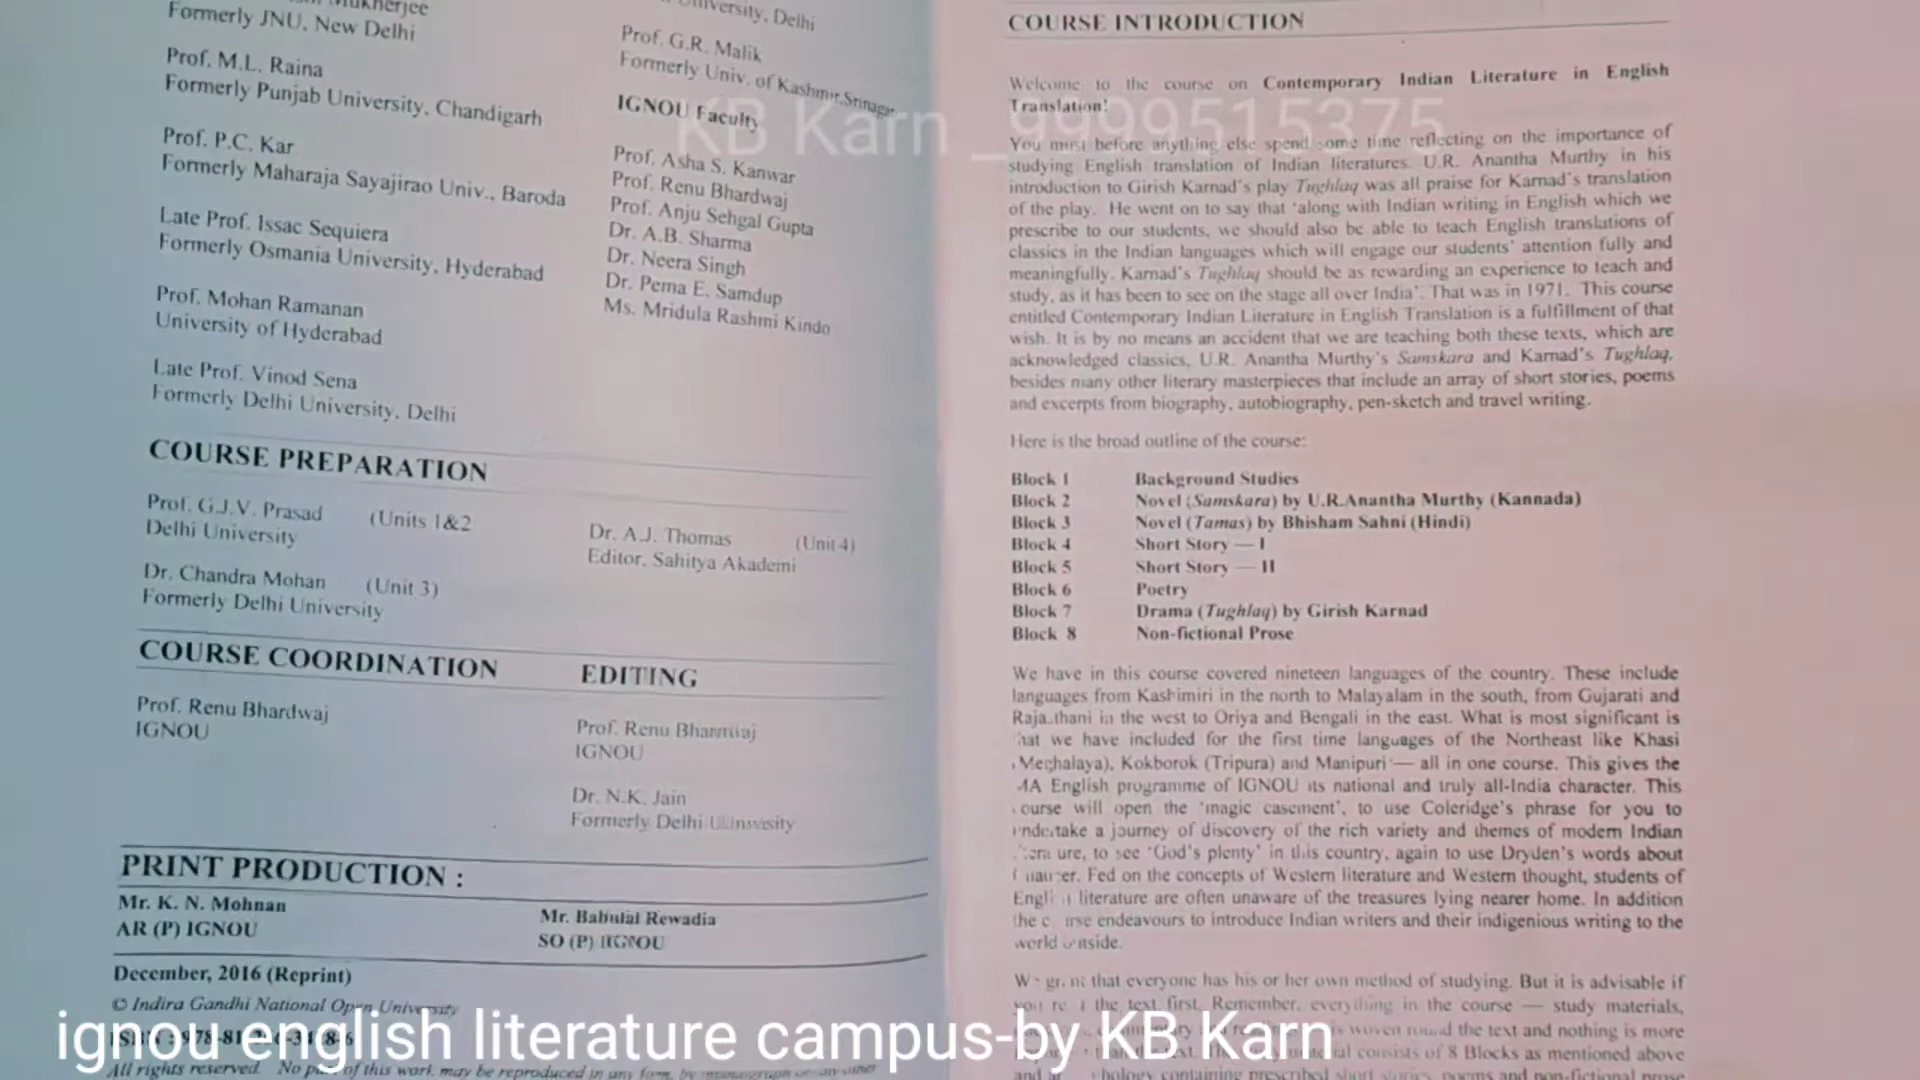 Mukherjee
Formerly JNU, New Delhi
Prof. M.L. Raina
Formerly Punjab University, Chandigarh
Prof. P.C. Kar
Formerly Maharaja Sayajirao Univ., Baroda
Late Prof. Issac Sequiera
Formerly Osmania University, Hyderabad
Prof. Mohan Ramanan
University of Hyderabad
Late Prof. Vinod Sena
Formerly Delhi University, Delhi
University, Delhi
Prof. G.R. Malik
Formerly Univ. of Kashmir, Srinagar
IGNOU Faculty
Prof. Asha S. Kanwar
Prof. Renu Bhardwaj
Prof. Anju Sehgal Gupta
Dr. A.B. Sharma
Dr. Neera Singh
Dr. Pema E. Samdup
Ms. Mridula Rashmi Kindo
COURSE PREPARATION
Prof. G.J.V. Prasad (Units 1&2
Delhi University
Dr. Chandra Mohan (Unit 3)
Formerly Delhi University
Dr. A.J. Thomas (Unit 4)
Editor, Sahitya Akademi
COURSE COORDINATION
Prof. Renu Bhardwaj
IGNOU
EDITING
Prof. Renu Bhardwaj
IGNOU
Dr. N.K. Jain
Formerly Delhi University
PRINT PRODUCTION :
Mr. K. N. Mohnan
AR (P) IGNOU
Mr. Babulal Rewadia
SO (P) IGNOU
December, 2016 (Reprint)
© Indira Gandhi National Open University
All rights reserved. No part of this work may be reproduced in any form, by
COURSE INTRODUCTION
Welcome to the course on Contemporary Indian Literature in English
Translation!
You must before anything else spend some time reflecting on the importance of
studying English translation of Indian literatures. U.R. Anantha Murthy in his
introduction to Girish Karnad's play Tughlaq was all praise for Karnad's translation
of the play. He went on to say that 'along with Indian writing in English which we
prescribe to our students, we should also be able to teach English translations of
classics in the Indian languages which will engage our students' attention fully and
meaningfully. Karnad's Tughlaq should be as rewarding an experience to teach and
study, as it has been to see on the stage all over India'. That was in 1971. This course
entitled Contemporary Indian Literature in English Translation is a fulfillment of that
wish. It is by no means an accident that we are teaching both these texts, which are
acknowledged classics, U.R. Anantha Murthy's Samskara and Karnad's Tughlaq,
besides many other literary masterpieces that include an array of short stories, poems
and excerpts from biography, autobiography, pen-sketch and travel writing.
Here is the broad outline of the course:
Block 1 Background Studies
Block 2 Novel (Samskara) by U.R.Anantha Murthy (Kannada)
Block 3 Novel (Tamas) by Bhisham Sahni (Hindi)
Block 4 Short Story — I
Block 5 Short Story — II
Block 6 Poetry
Block 7 Drama (Tughlaq) by Girish Karnad
Block 8 Non-fictional Prose
We have in this course covered nineteen languages of the country. These include
languages from Kashimiri in the north to Malayalam in the south, from Gujarati and
Rajasthani in the west to Oriya and Bengali in the east. What is most significant is
that we have included for the first time languages of the Northeast like Khasi
(Meghalaya), Kokborok (Tripura) and Manipuri — all in one course. This gives the
MA English programme of IGNOU its national and truly all-India character. This
course will open the 'magic casement', to use Coleridge's phrase for you to
undertake a journey of discovery of the rich variety and themes of modern Indian
literature, to see 'God's plenty' in this country, again to use Dryden's words about
Chaucer. Fed on the concepts of Western literature and Western thought, students of
English literature are often unaware of the treasures lying nearer home. In addition
the course endeavours to introduce Indian writers and their indigenious writing to the
world outside.
We grant that everyone has his or her own method of studying. But it is advisable if
you read the text first. Remember, everything in the course — study materials,
is woven round the text and nothing is more
than the text. material consists of 8 Blocks as mentioned above
containing prescribed short stories, poems and non-fictional prose
KB Karn _ 9999515375
ignou english literature campus-by KB Karn